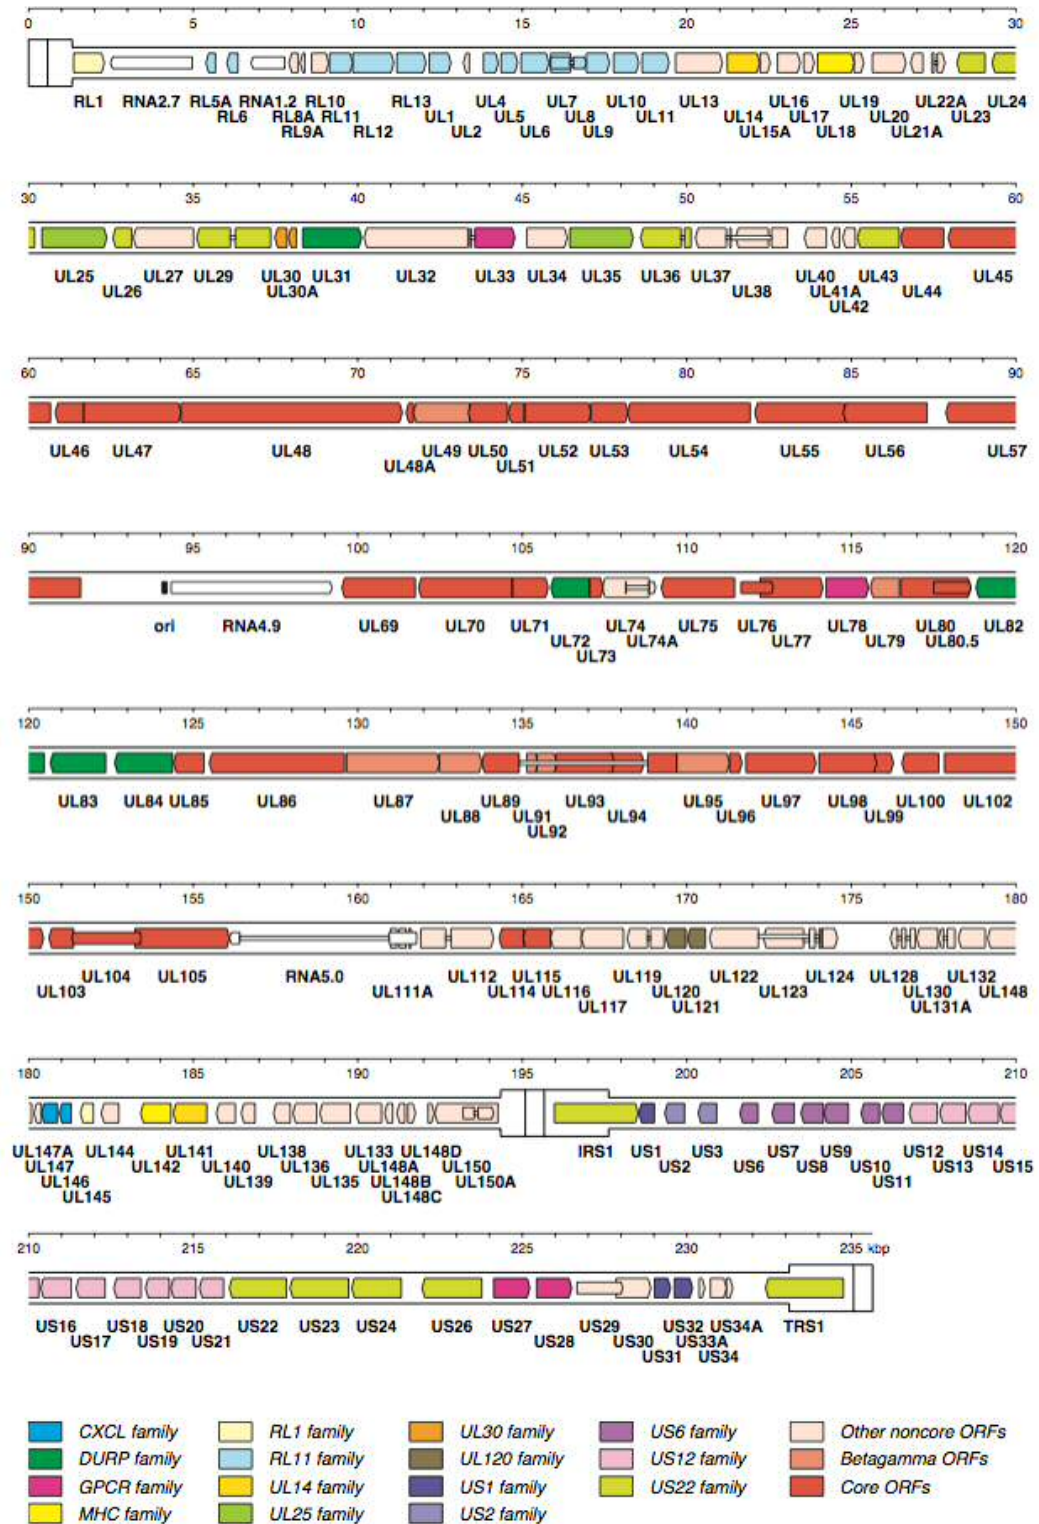 0 5 10 15 20 25 30
RL1 RNA2.7 RL5A RNA1.2 RL10 RL13 UL4 UL7 UL10 UL13 UL16 UL19 UL22A UL24
RL6 RL8A RL11 UL1 UL5 UL8 UL11 UL14 UL17 UL20 UL23
RL9A RL12 UL2 UL6 UL9 UL15A UL18 UL21A
30 35 40 45 50 55 60
UL25 UL27 UL29 UL30 UL31 UL32 UL33 UL34 UL35 UL36 UL37 UL40 UL43 UL45
UL26 UL30A UL38 UL41A UL44
UL42
60 65 70 75 80 85 90
UL46 UL47 UL48 UL49 UL50 UL52 UL53 UL54 UL55 UL56 UL57
UL48A UL51
90 95 100 105 110 115 120
ori RNA4.9 UL69 UL70 UL71 UL74 UL75 UL76 UL78 UL80 UL82
UL72 UL74A UL77 UL79 UL80.5
UL73
120 125 130 135 140 145 150
UL83 UL84 UL85 UL86 UL87 UL89 UL93 UL95 UL97 UL98 UL100 UL102
UL88 UL91 UL94 UL96 UL99
UL92
150 155 160 165 170 175 180
UL104 UL105 RNA5.0 UL112 UL115 UL119 UL122 UL124 UL128 UL132
UL103 UL111A UL114 UL116 UL120 UL123 UL130 UL148
UL117 UL121 UL131A
180 185 190 195 200 205 210
UL147A UL144 UL141 UL138 UL133 UL148D IRS1 US1 US3 US7 US9 US12 US14
UL147 UL142 UL140 UL136 UL148A UL150 US2 US6 US8 US10 US13 US15
UL146 UL139 UL135 UL148B UL150A US11
UL145 UL148C
210 215 220 225 230 235 kbp
US16 US18 US20 US22 US23 US24 US26 US27 US29 US32 US34A TRS1
US17 US19 US21 US28 US30 US33A
US31 US34
CXCL family RL1 family UL30 family US6 family Other noncore ORFs
DURP family RL11 family UL120 family US12 family Betagamma ORFs
GPCR family UL14 family US1 family US22 family Core ORFs
MHC family UL25 family US2 family